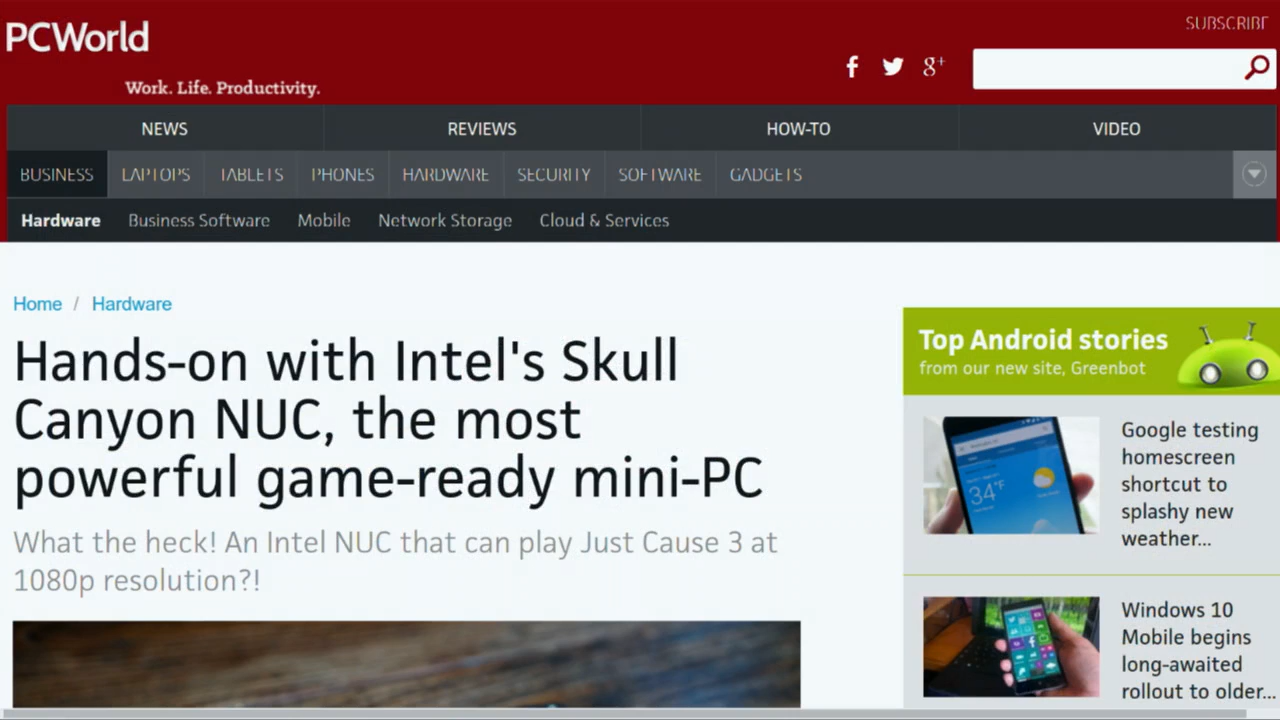 SUBSCRIBE
PCWorld
Work. Life. Productivity.
NEWS REVIEWS HOW-TO VIDEO
BUSINESS LAPTOPS TABLETS PHONES HARDWARE SECURITY SOFTWARE GADGETS
Hardware Business Software Mobile Network Storage Cloud & Services
Home / Hardware
Hands-on with Intel's Skull
Canyon NUC, the most
powerful game-ready mini-PC
What the heck! An Intel NUC that can play Just Cause 3 at
1080p resolution?!
Top Android stories
from our new site, Greenbot
34°F
Google testing
homescreen
shortcut to
splashy new
weather...
Windows 10
Mobile begins
long-awaited
rollout to older...